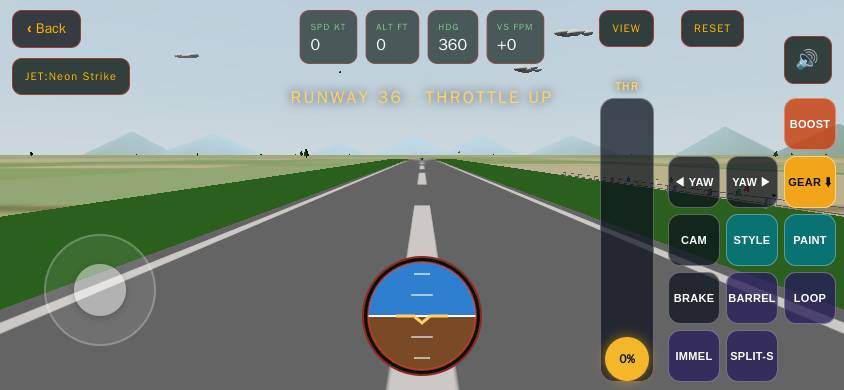 ‹ Back
SPD KT
0
ALT FT
0
HDG
360
VS FPM
+0
VIEW
RESET
JET:Neon Strike
RUNWAY 36 · THROTTLE UP
THR
BOOST
◀ YAW
YAW ▶
GEAR ⬇
CAM
STYLE
PAINT
BRAKE
BARREL
LOOP
0%
IMMEL
SPLIT-S